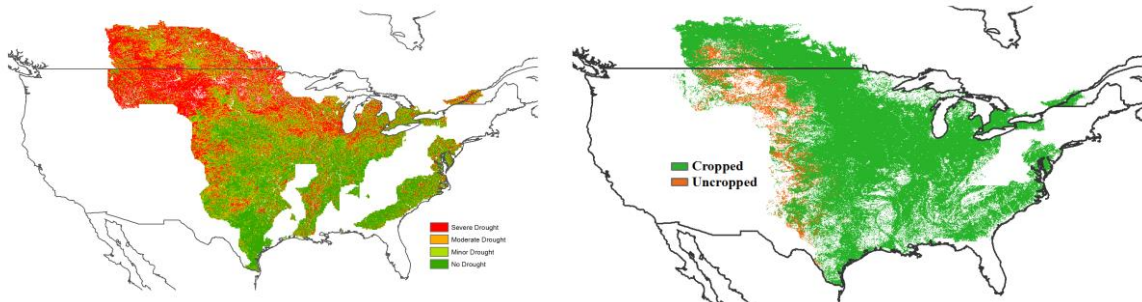 Severe Drought
Moderate Drought
Minor Drought
No Drought
Cropped
Uncropped